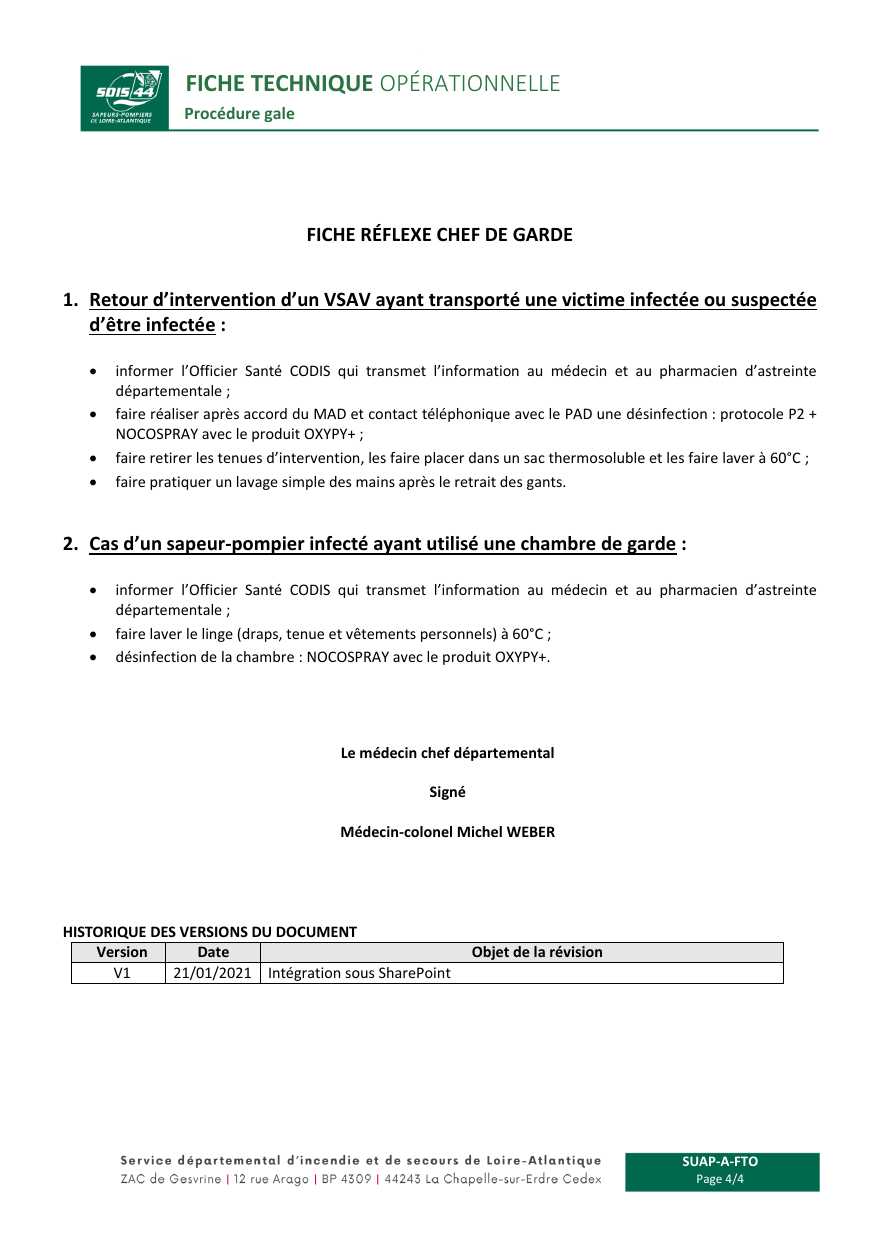 SDIS 44
SAPEURS-POMPIERS
DE LOIRE-ATLANTIQUE
FICHE TECHNIQUE OPÉRATIONNELLE
Procédure gale
FICHE RÉFLEXE CHEF DE GARDE
1. Retour d’intervention d’un VSAV ayant transporté une victime infectée ou suspectée
d’être infectée :
• informer l’Officier Santé CODIS qui transmet l’information au médecin et au pharmacien d’astreinte
départementale ;
• faire réaliser après accord du MAD et contact téléphonique avec le PAD une désinfection : protocole P2 +
NOCOSPRAY avec le produit OXYPY+ ;
• faire retirer les tenues d’intervention, les faire placer dans un sac thermosoluble et les faire laver à 60°C ;
• faire pratiquer un lavage simple des mains après le retrait des gants.
2. Cas d’un sapeur-pompier infecté ayant utilisé une chambre de garde :
• informer l’Officier Santé CODIS qui transmet l’information au médecin et au pharmacien d’astreinte
départementale ;
• faire laver le linge (draps, tenue et vêtements personnels) à 60°C ;
• désinfection de la chambre : NOCOSPRAY avec le produit OXYPY+.
Le médecin chef départemental
Signé
Médecin-colonel Michel WEBER
HISTORIQUE DES VERSIONS DU DOCUMENT
Version Date Objet de la révision
V1 21/01/2021 Intégration sous SharePoint
Service départemental d’incendie et de secours de Loire-Atlantique
ZAC de Gesvrine | 12 rue Arago | BP 4309 | 44243 La Chapelle-sur-Erdre Cedex
SUAP-A-FTO
Page 4/4